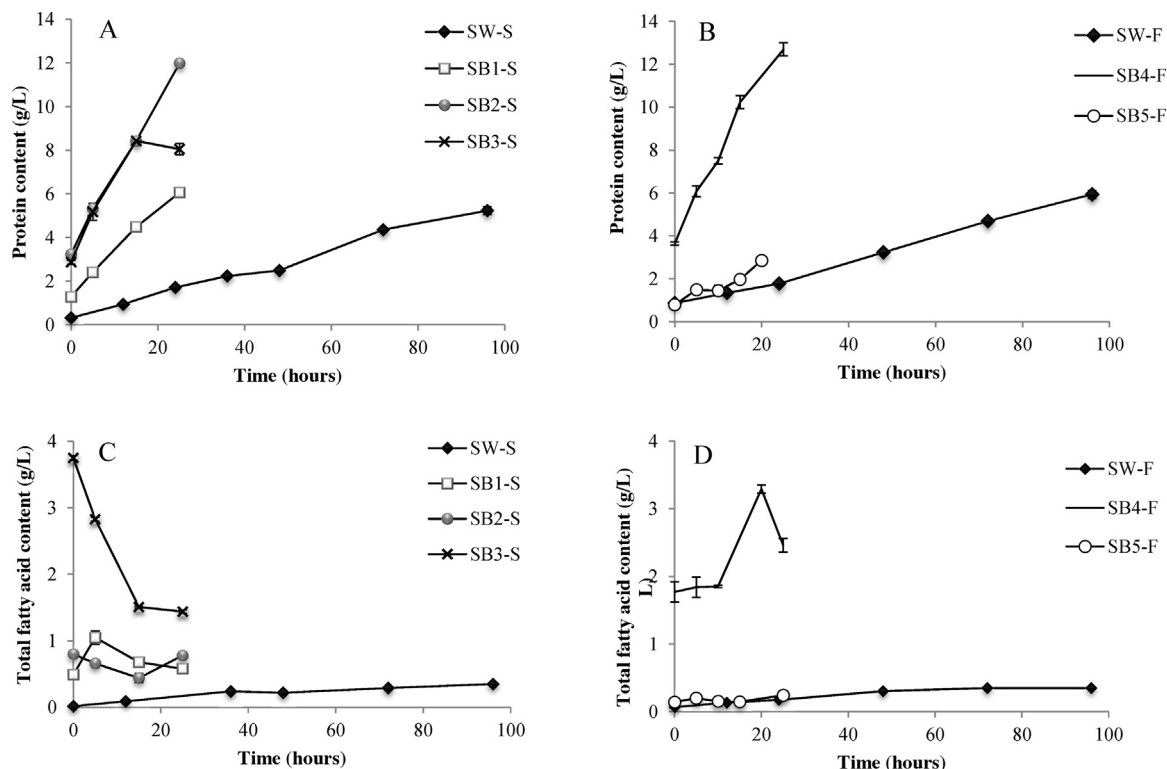 A
Protein content (g/L)
14
12
10
8
6
4
2
0
0 20 40 60 80 100
Time (hours)
SW-S
SB1-S
SB2-S
SB3-S
B
Protein content (g/L)
14
12
10
8
6
4
2
0
0 20 40 60 80 100
Time (hours)
SW-F
SB4-F
SB5-F
C
Total fatty acid content (g/L)
4
3
2
1
0
0 20 40 60 80 100
Time (hours)
SW-S
SB1-S
SB2-S
SB3-S
D
Total fatty acid content (g/
L)
4
3
2
1
0
0 20 40 60 80 100
Time (hours)
SW-F
SB4-F
SB5-F